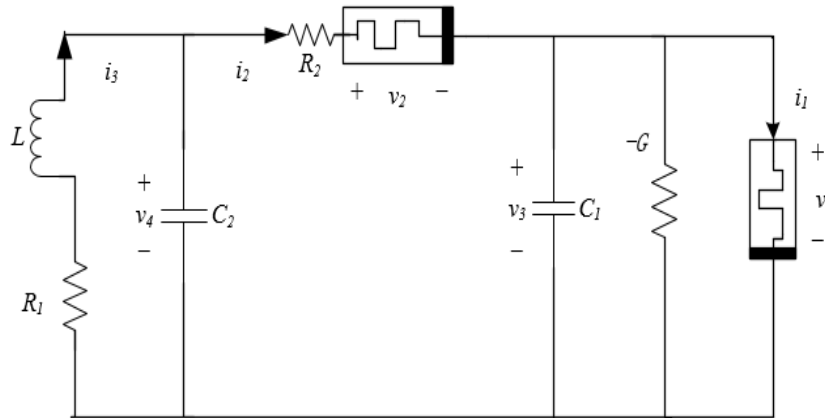 i3
i2
R2
+ v2 −
i1
L
−G
+
v4
−
C2
+
v3
−
C1
+
v
−
R1